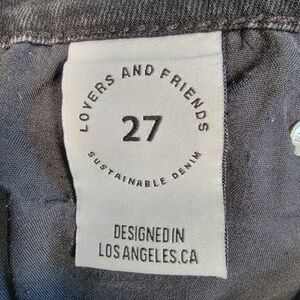 LOVERS AND FRIENDS
27
SUSTAINABLE DENIM
DESIGNED IN
LOS ANGELES,CA